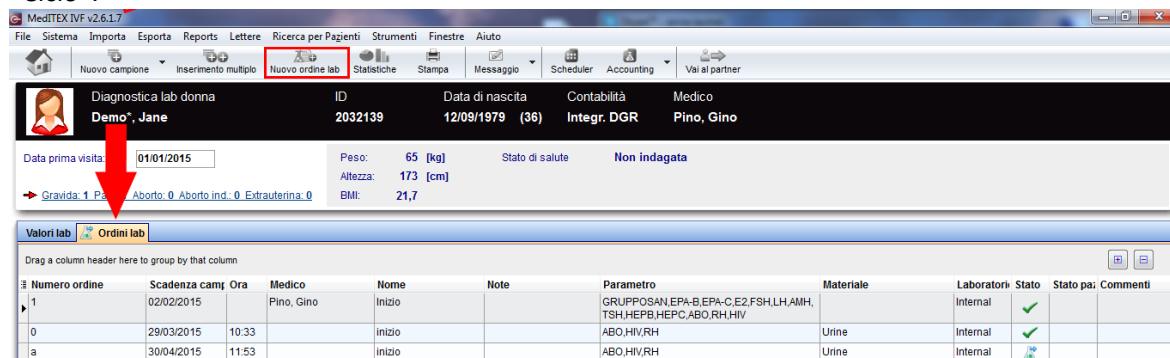 MedITEX IVF v2.6.1.7
File Sistema Importa Esporta Reports Lettere Ricerca per Pazienti Strumenti Finestre Aiuto
Nuovo campione Inserimento multiplo Nuovo ordine lab Statistiche Stampa Messaggio Scheduler Accounting Vai al partner
Diagnostica lab donna ID Data di nascita Contabilità Medico
Demo*, Jane 2032139 12/09/1979 (36) Integr. DGR Pino, Gino
Data prima visita: 01/01/2015 Peso: 65 [kg] Stato di salute Non indagata
Altezza: 173 [cm]
Gravida: 1 Aborto: 0 Aborto ind.: 0 Extrauterina: 0 BMI: 21,7
Valori lab Ordini lab
Drag a column header here to group by that column
Numero ordine Scadenza camp Ora Medico Nome Note Parametro Materiale Laboratori Stato Stato paz Commenti
1 02/02/2015 Pino, Gino Inizio GRUPPOSAN,EPA-B,EPA-C,E2,FSH,LH,AMH, Internal
TSH,HEPB,HEPC,ABO,RH,HIV
0 29/03/2015 10:33 inizio ABO,HIV,RH Urine Internal
a 30/04/2015 11:53 inizio ABO,HIV,RH Urine Internal